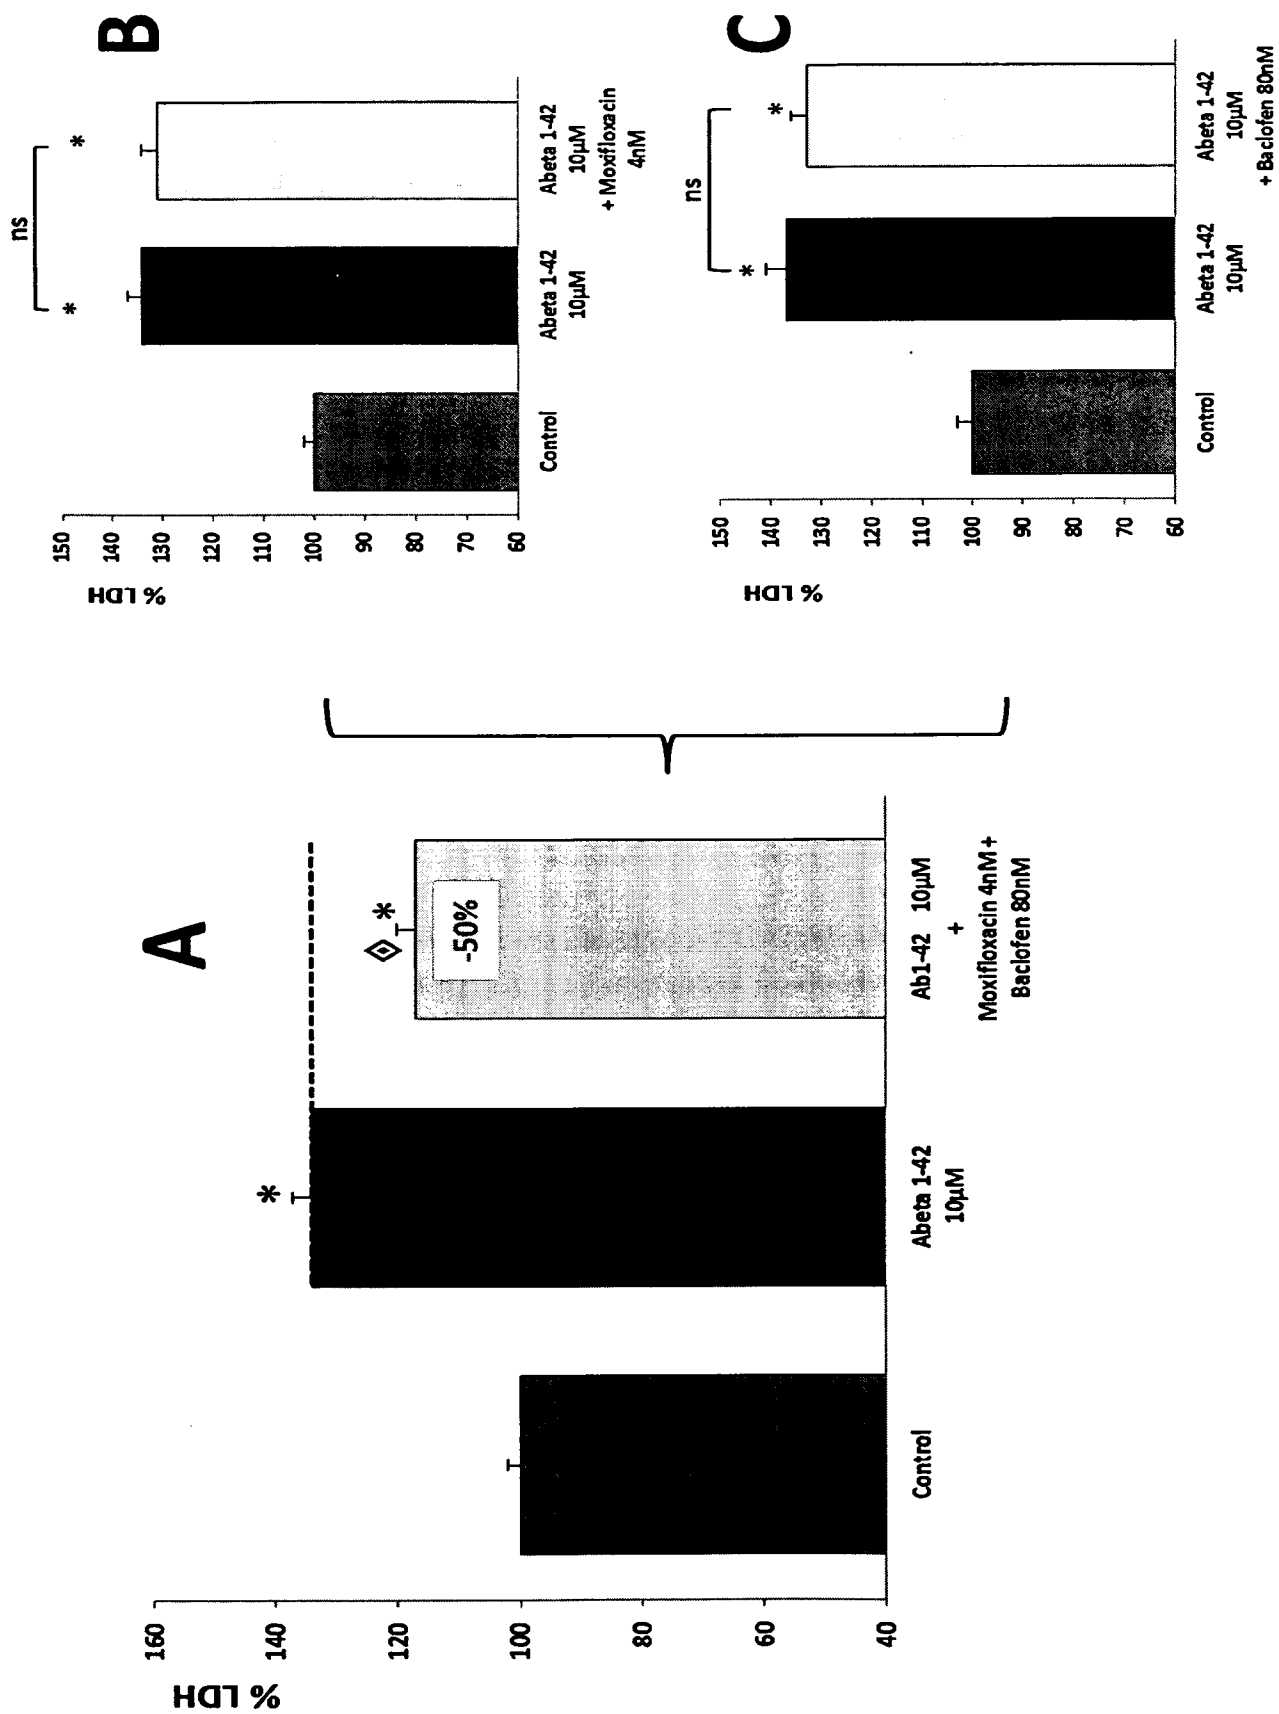 A
% LDH
160
140
120
100
80
60
40
*
◈ *
-50%
Control
Abeta 1-42
10µM
Ab1-42 10µM
+
Moxifloxacin 4nM +
Baclofen 80nM
B
% LDH
150
140
130
120
110
100
90
80
70
60
ns
*
*
Control
Abeta 1-42
10µM
Abeta 1-42
10µM
+ Moxifloxacin
4nM
C
% LDH
150
140
130
120
110
100
90
80
70
60
ns
*
*
Control
Abeta 1-42
10µM
Abeta 1-42
10µM
+ Baclofen 80nM